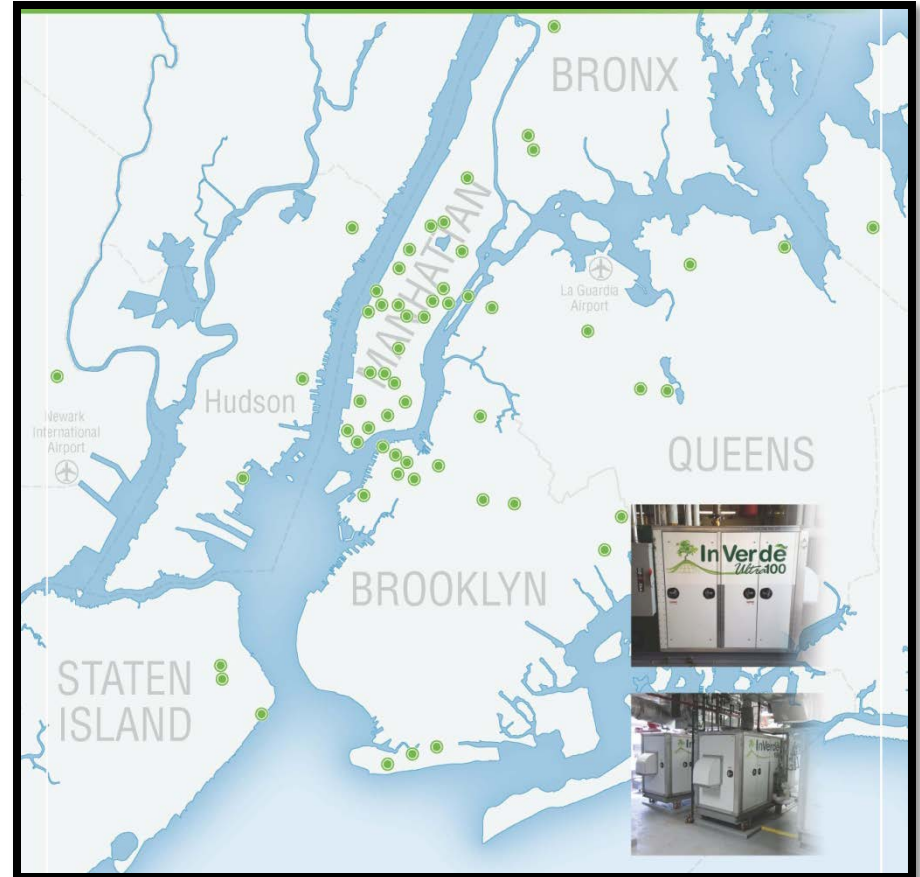 BRONX
MANHATTAN
La Guardia
Airport
Hudson
Newark
International
Airport
QUEENS
InVerde
Ultra 100
BROOKLYN
STATEN
ISLAND
InVerde